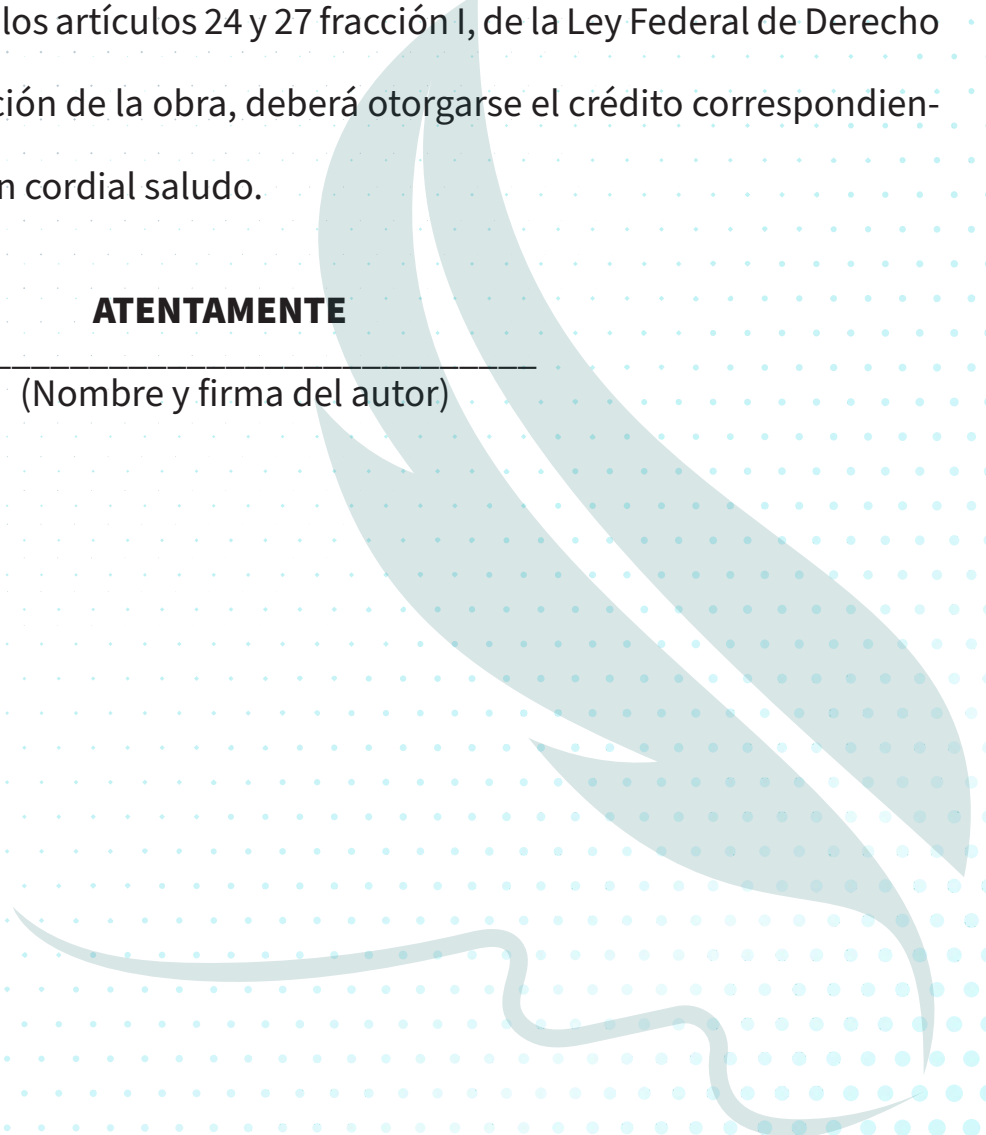 los artículos 24 y 27 fracción I, de la Ley Federal de Derecho
ción de la obra, deberá otorgarse el crédito correspondien-
n cordial saludo.
ATENTAMENTE
(Nombre y firma del autor)